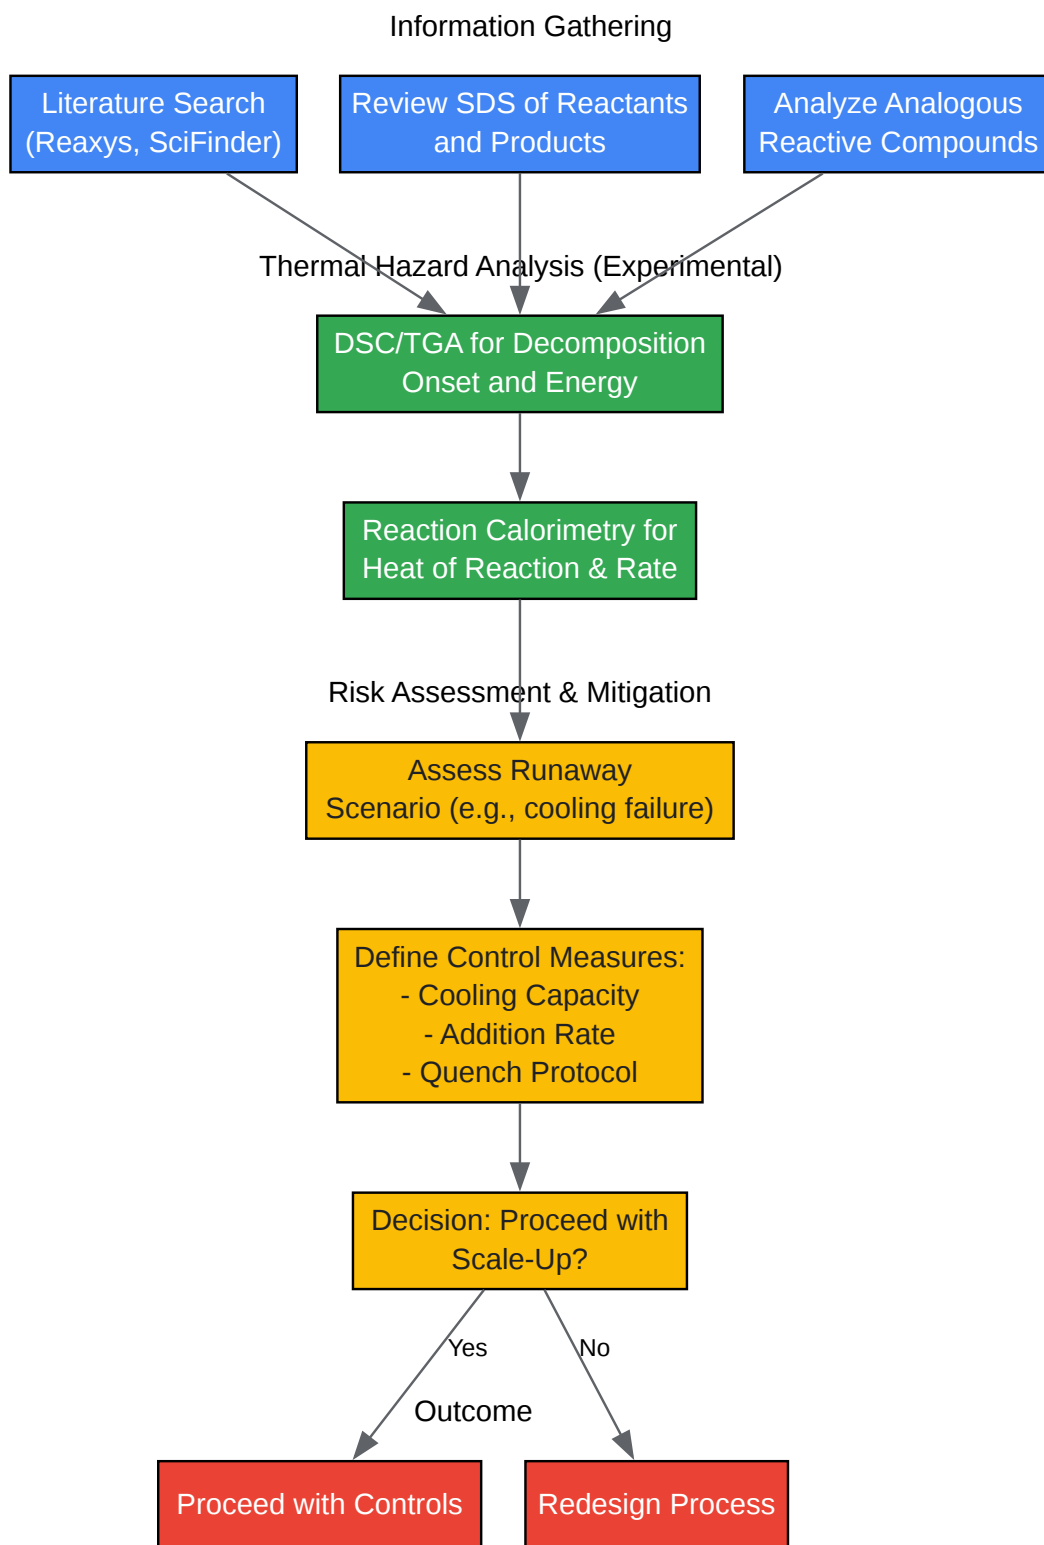 Information Gathering
Literature Search
(Reaxys, SciFinder)
Review SDS of Reactants
and Products
Analyze Analogous
Reactive Compounds
Thermal Hazard Analysis (Experimental)
DSC/TGA for Decomposition
Onset and Energy
Reaction Calorimetry for
Heat of Reaction & Rate
Risk Assessment & Mitigation
Assess Runaway
Scenario (e.g., cooling failure)
Define Control Measures:
- Cooling Capacity
- Addition Rate
- Quench Protocol
Decision: Proceed with
Scale-Up?
Yes
No
Outcome
Proceed with Controls
Redesign Process